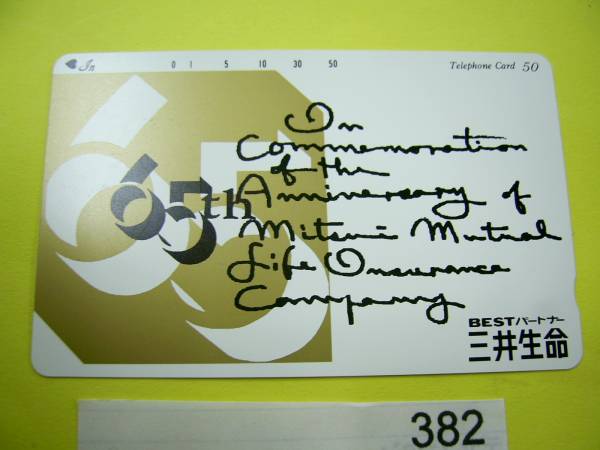 In
0 1 5 10 30 50
Telephone Card 50
65th
In
Commemoration
of the
Anniversary of
Mitsui Mutual
Life Insurance
Company
BESTパートナー
三井生命
382